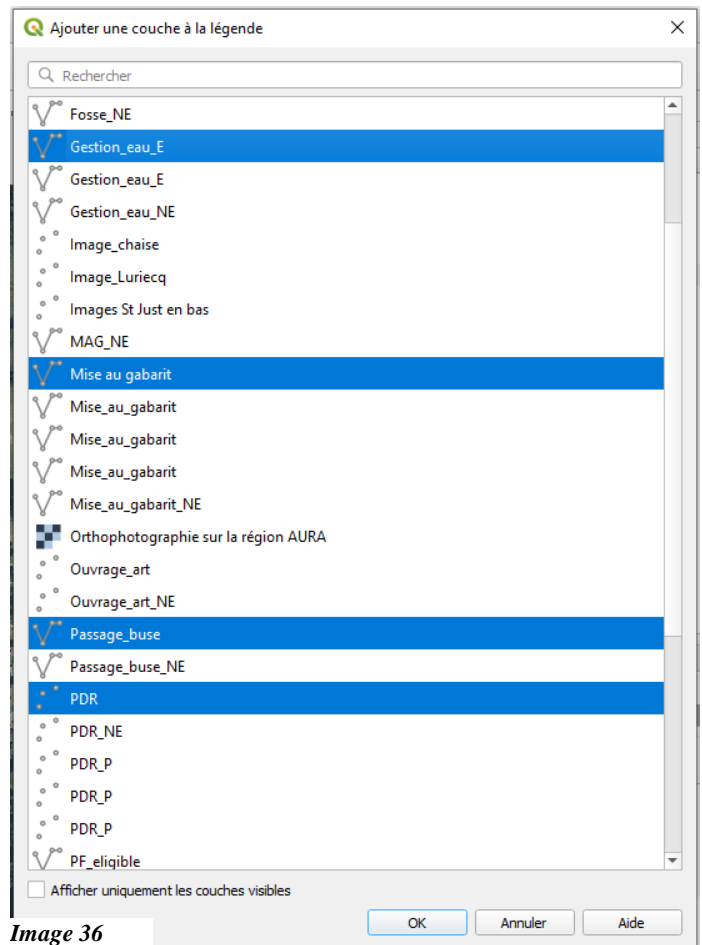 Ajouter une couche à la légende
Rechercher
Fosse_NE
Gestion_eau_E
Gestion_eau_E
Gestion_eau_NE
Image_chaise
Image_Luriecq
Images St Just en bas
MAG_NE
Mise au gabarit
Mise_au_gabarit
Mise_au_gabarit
Mise_au_gabarit
Mise_au_gabarit_NE
Orthophotographie sur la région AURA
Ouvrage_art
Ouvrage_art_NE
Passage_buse
Passage_buse_NE
PDR
PDR_NE
PDR_P
PDR_P
PDR_P
PF_eligible
Afficher uniquement les couches visibles
OK Annuler Aide
Image 36